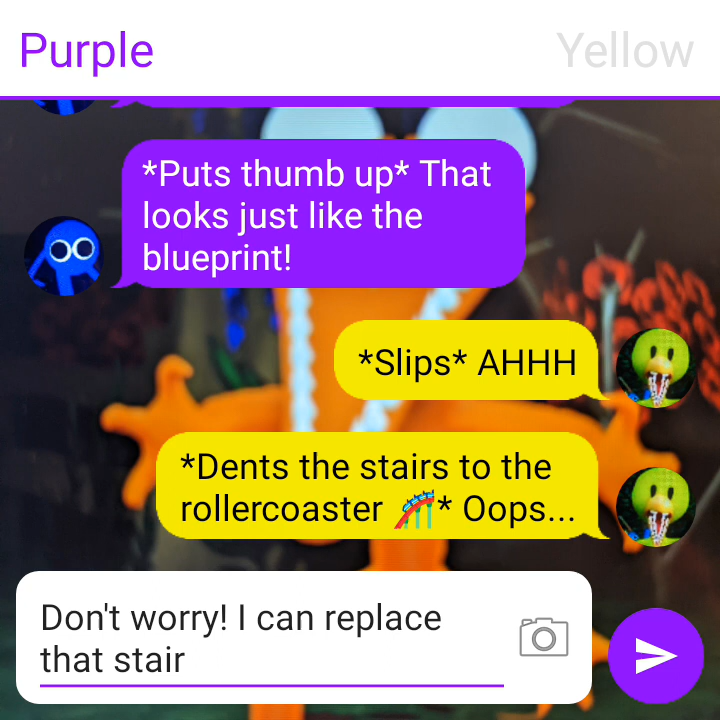 Purple
Yellow
*Puts thumb up* That
looks just like the
blueprint!
*Slips* AHHH
*Dents the stairs to the
rollercoaster 🎢* Oops...
Don't worry! I can replace
that stair